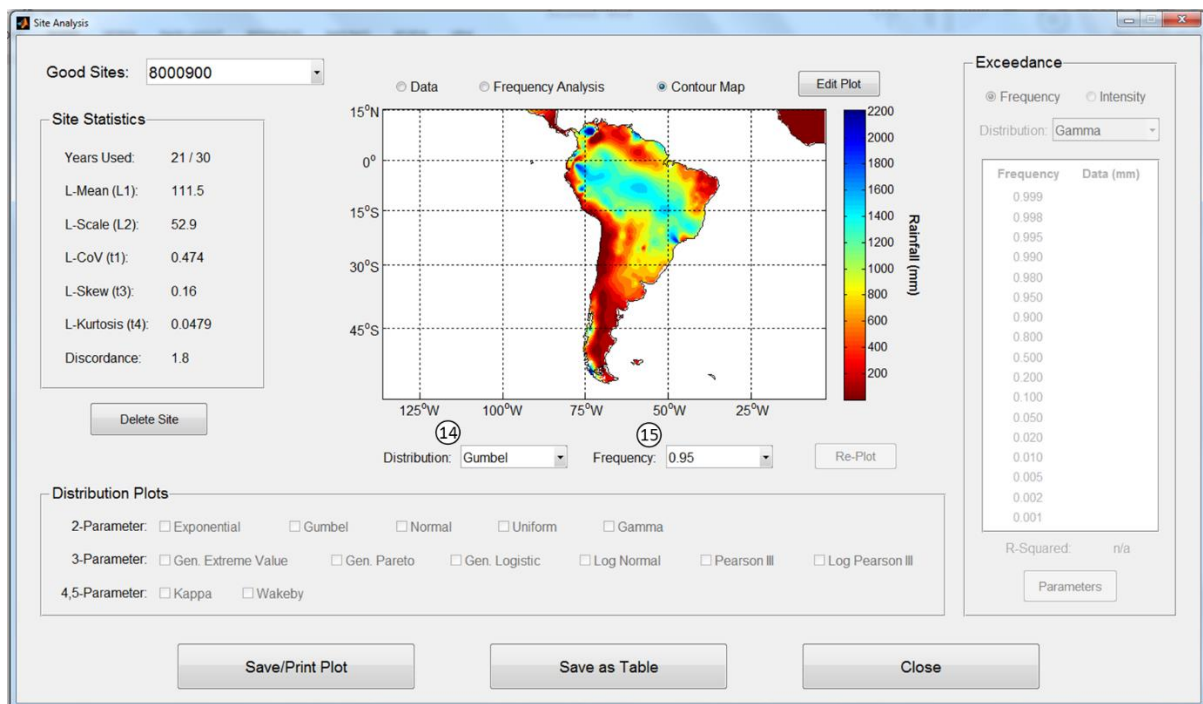 Site Analysis
Good Sites: 8000900
Data Frequency Analysis Contour Map Edit Plot
Site Statistics
Years Used: 21 / 30
L-Mean (L1): 111.5
L-Scale (L2): 52.9
L-CoV (t1): 0.474
L-Skew (t3): 0.16
L-Kurtosis (t4): 0.0479
Discordance: 1.8
Delete Site
15°N
0°
15°S
30°S
45°S
125°W 100°W 75°W 50°W 25°W
2200
2000
1800
1600
1400
1200
1000
800
600
400
200
Rainfall (mm)
14 15
Distribution: Gumbel Frequency: 0.95 Re-Plot
Exceedance
Frequency Intensity
Distribution: Gamma
Frequency Data (mm)
0.999
0.998
0.995
0.990
0.980
0.950
0.900
0.800
0.500
0.200
0.100
0.050
0.020
0.010
0.005
0.002
0.001
R-Squared: n/a
Parameters
Distribution Plots
2-Parameter: Exponential Gumbel Normal Uniform Gamma
3-Parameter: Gen. Extreme Value Gen. Pareto Gen. Logistic Log Normal Pearson III Log Pearson III
4,5-Parameter: Kappa Wakeby
Save/Print Plot Save as Table Close